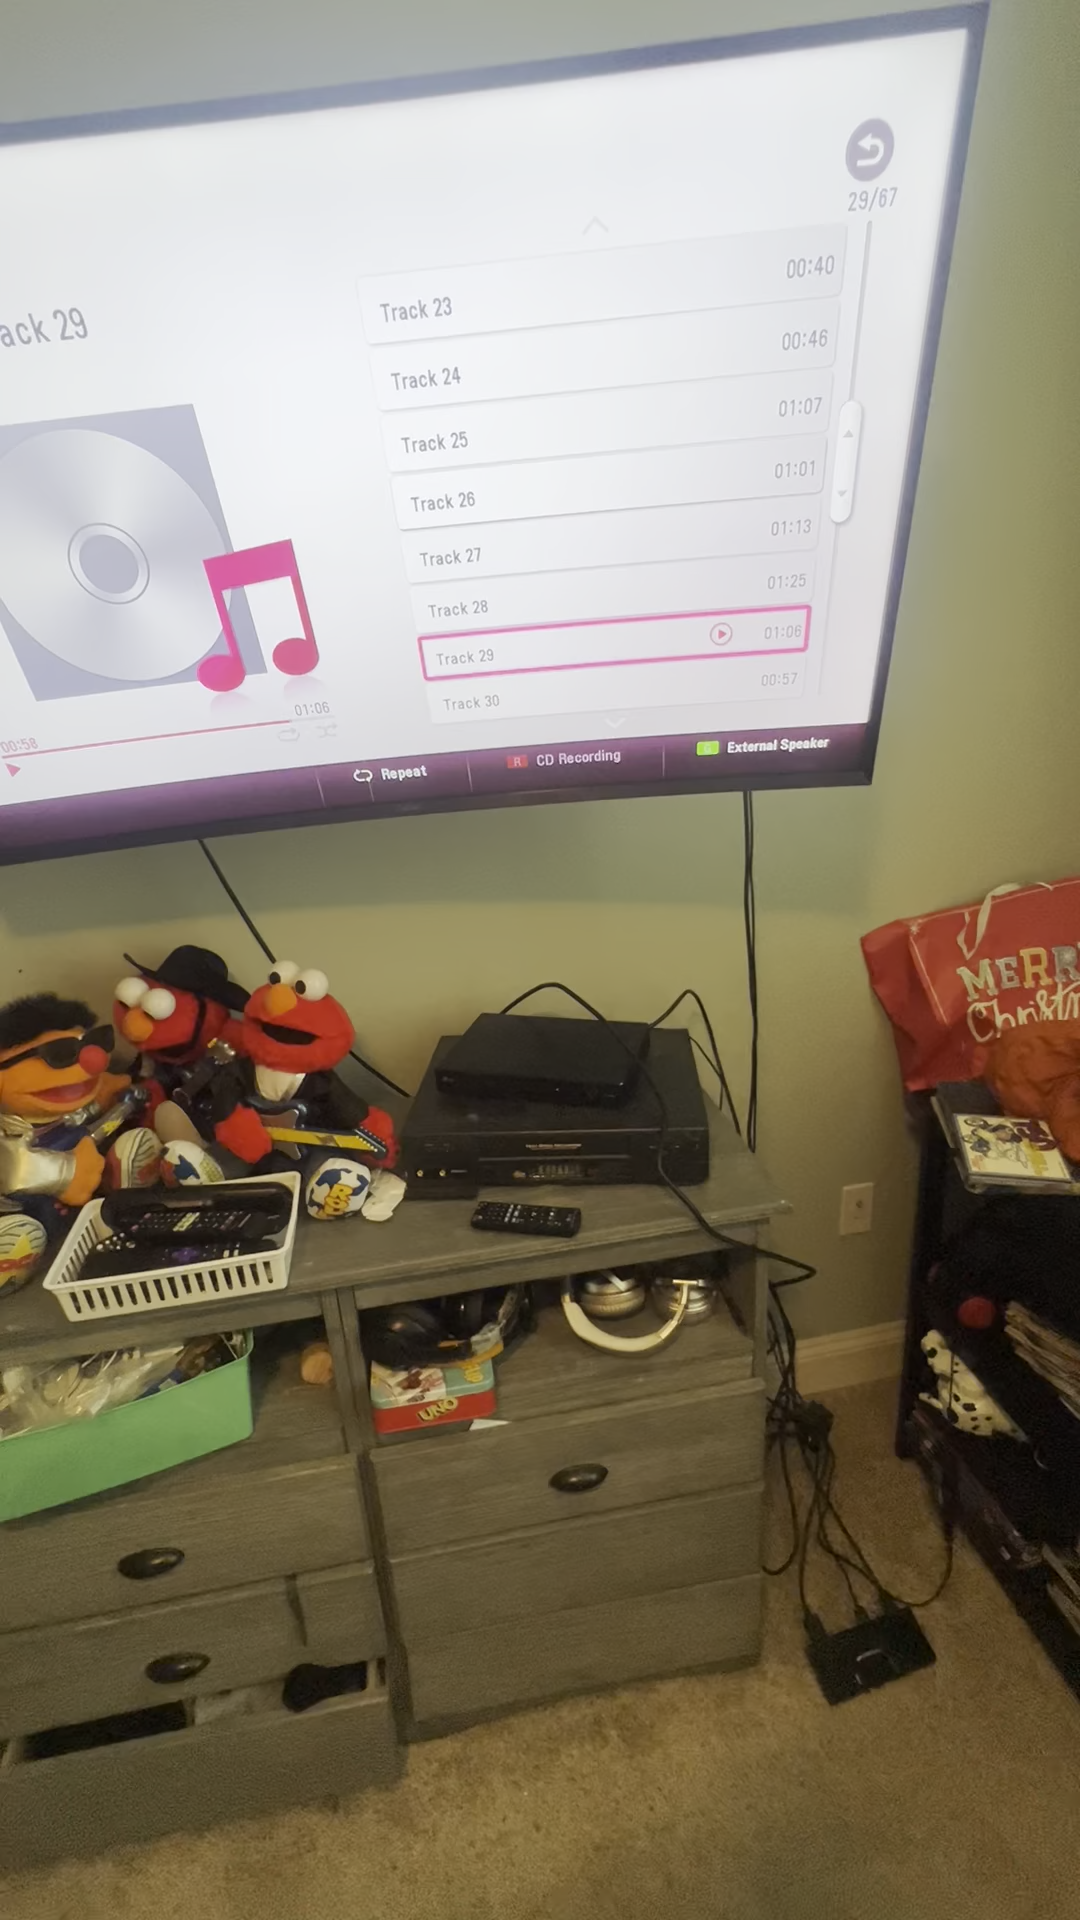 29/67
ack 29
Track 23 00:40
Track 24 00:46
Track 25 01:07
Track 26 01:01
Track 27 01:13
Track 28 01:25
Track 29 01:06
Track 30 00:57
00:58 01:06
Repeat
R CD Recording
G External Speaker
MERR
Christm
UNO